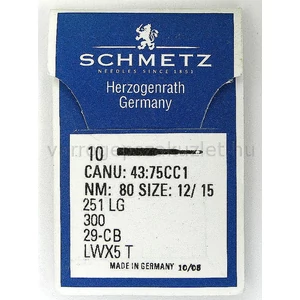 SCHMETZ
NEEDLES SINCE 1851
Herzogenrath
Germany
10
CANU: 43:75CC1
NM: 80 SIZE: 12/ 15
251 LG
300
29-CB
LWX5 T
MADE IN GERMANY 10/08